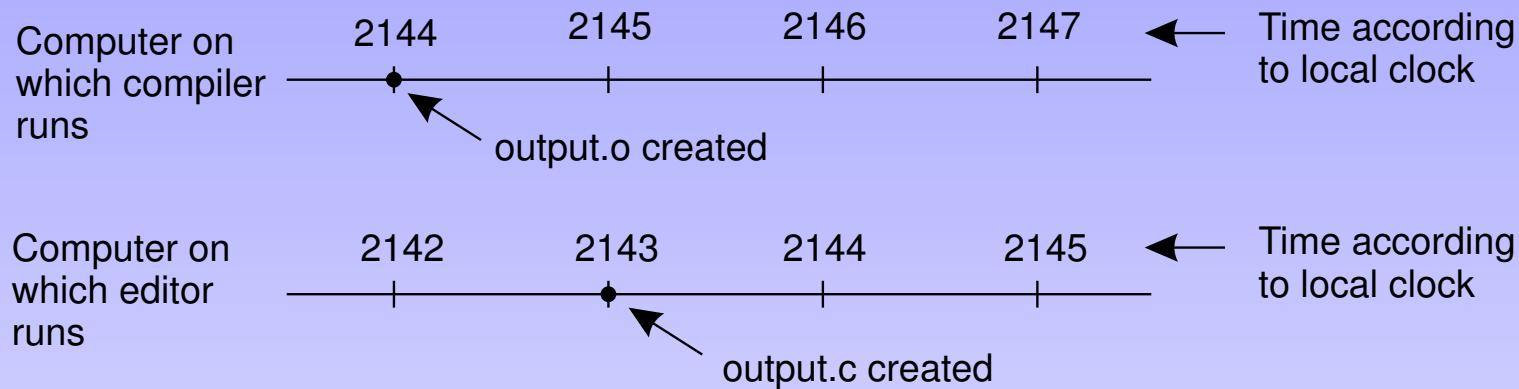 Computer on
which compiler
runs
2144 2145 2146 2147
Time according
to local clock
output.o created
Computer on
which editor
runs
2142 2143 2144 2145
Time according
to local clock
output.c created